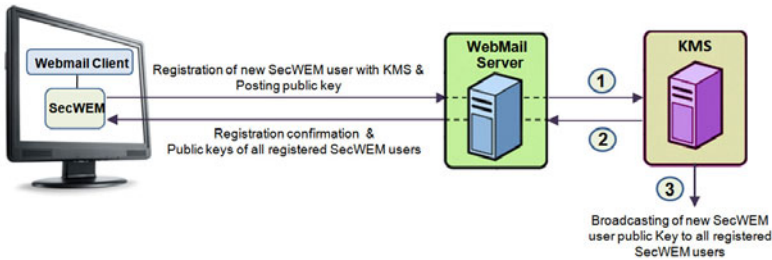 Webmail Client
SecWEM
Registration of new SecWEM user with KMS &
Posting public key
Registration confirmation &
Public keys of all registered SecWEM users
WebMail
Server
1
2
KMS
3
Broadcasting of new SecWEM
user public Key to all registered
SecWEM users